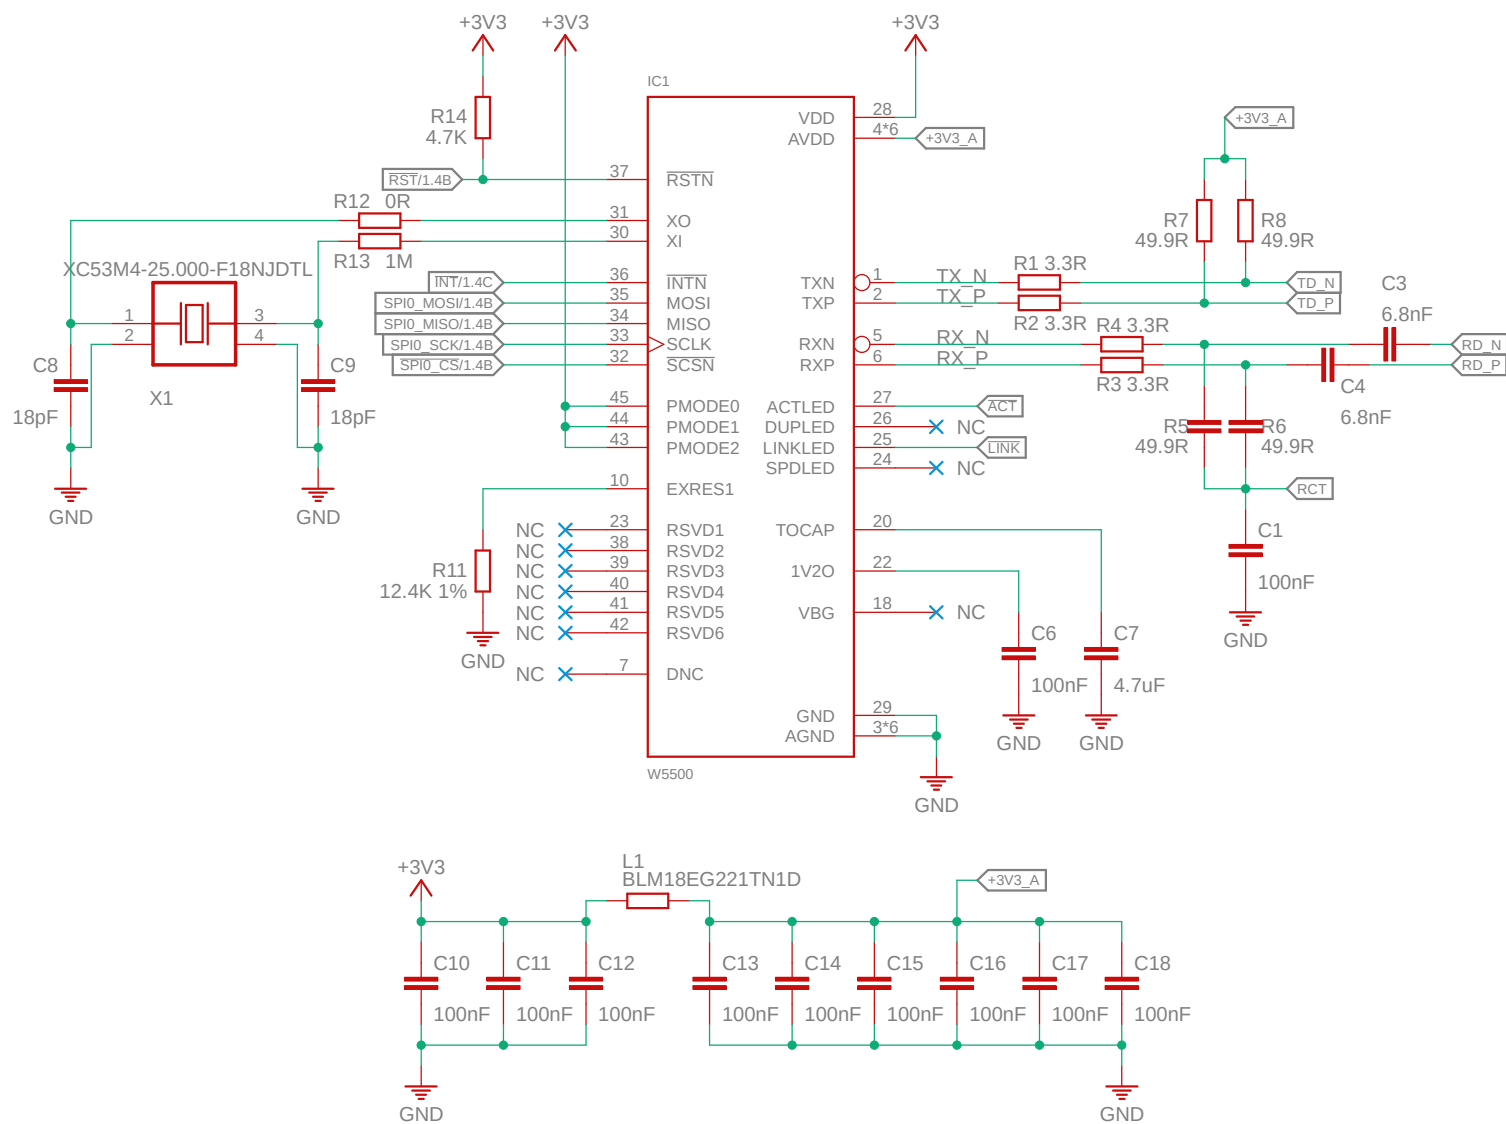 +3V3
+3V3
+3V3
IC1
R14
4.7K
RST/1.4B
37
RSTN
R12 0R
31
XO
30
XI
R13 1M
XC53M4-25.000-F18NJDTL
1
2
3
4
X1
C8
18pF
C9
18pF
GND
GND
INT/1.4C
36
INTN
SPI0_MOSI/1.4B
35
MOSI
SPI0_MISO/1.4B
34
MISO
SPI0_SCK/1.4B
33
SCLK
SPI0_CS/1.4B
32
SCSN
45
PMODE0
44
PMODE1
43
PMODE2
10
EXRES1
R11
12.4K 1%
GND
NC
23
RSVD1
NC
38
RSVD2
NC
39
RSVD3
NC
40
RSVD4
NC
41
RSVD5
NC
42
RSVD6
NC
7
DNC
VDD
28
AVDD
4*6
+3V3_A
TXN
1
TX_N
R1 3.3R
TXP
2
TX_P
R2 3.3R
RXN
5
RX_N
R4 3.3R
RXP
6
RX_P
R3 3.3R
+3V3_A
R7
49.9R
R8
49.9R
TD_N
TD_P
C3
6.8nF
RD_N
RD_P
C4
6.8nF
R5
49.9R
R6
49.9R
RCT
C1
100nF
GND
ACTLED
27
ACT
DUPLED
26
NC
LINKLED
25
LINK
SPDLED
24
NC
TOCAP
20
1V2O
22
VBG
18
NC
C6
100nF
GND
C7
4.7uF
GND
GND
29
AGND
3*6
GND
W5500
+3V3
L1
BLM18EG221TN1D
+3V3_A
C10
100nF
C11
100nF
C12
100nF
C13
100nF
C14
100nF
C15
100nF
C16
100nF
C17
100nF
C18
100nF
GND
GND